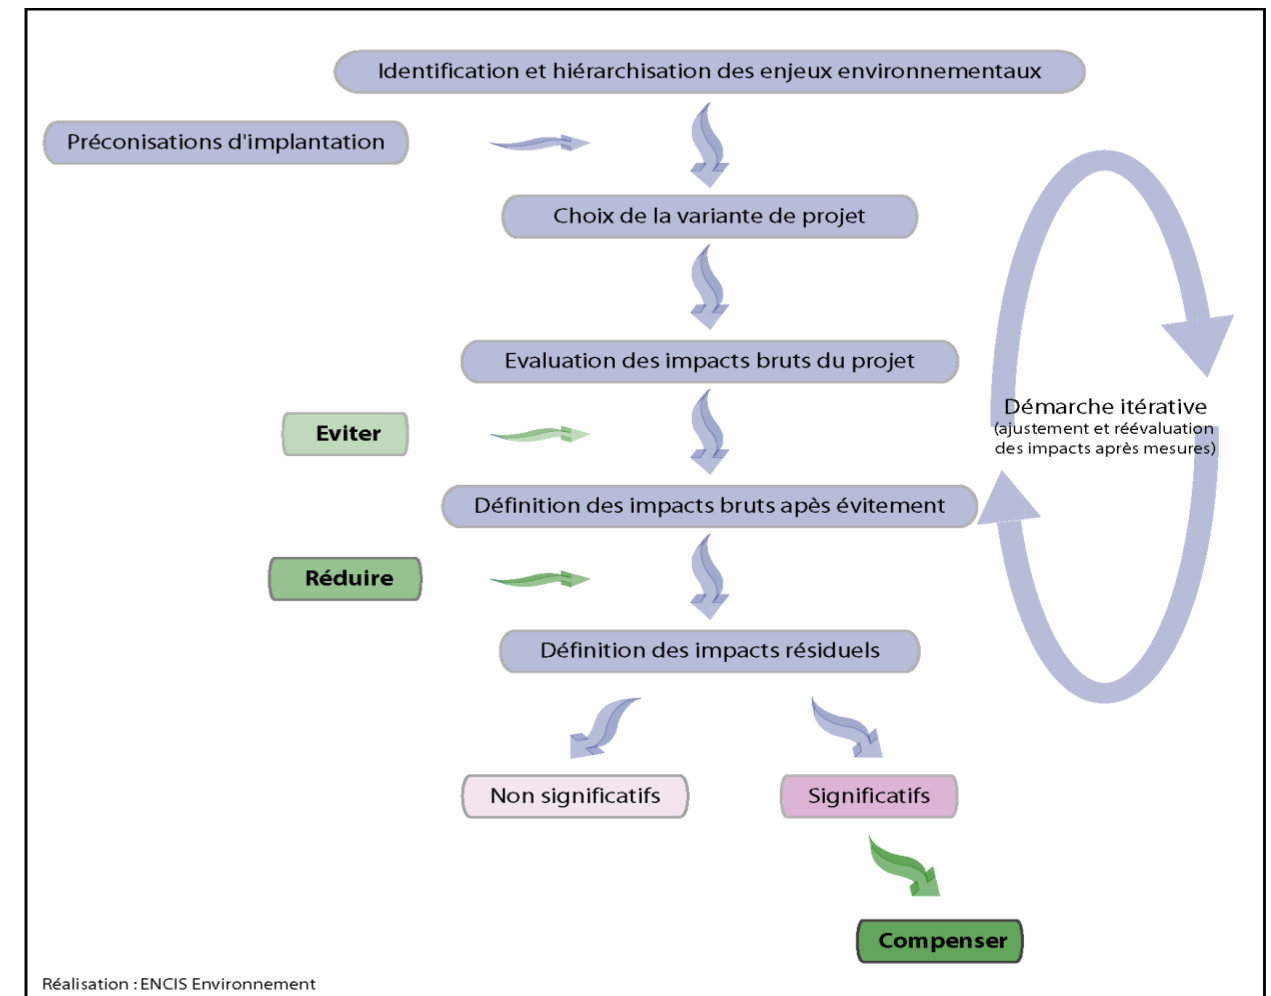 Identification et hiérarchisation des enjeux environnementaux
Préconisations d'implantation
Choix de la variante de projet
Evaluation des impacts bruts du projet
Démarche itérative
(ajustement et réévaluation
des impacts après mesures)
Eviter
Définition des impacts bruts apès évitement
Réduire
Définition des impacts résiduels
Non significatifs
Significatifs
Compenser
Réalisation : ENCIS Environnement